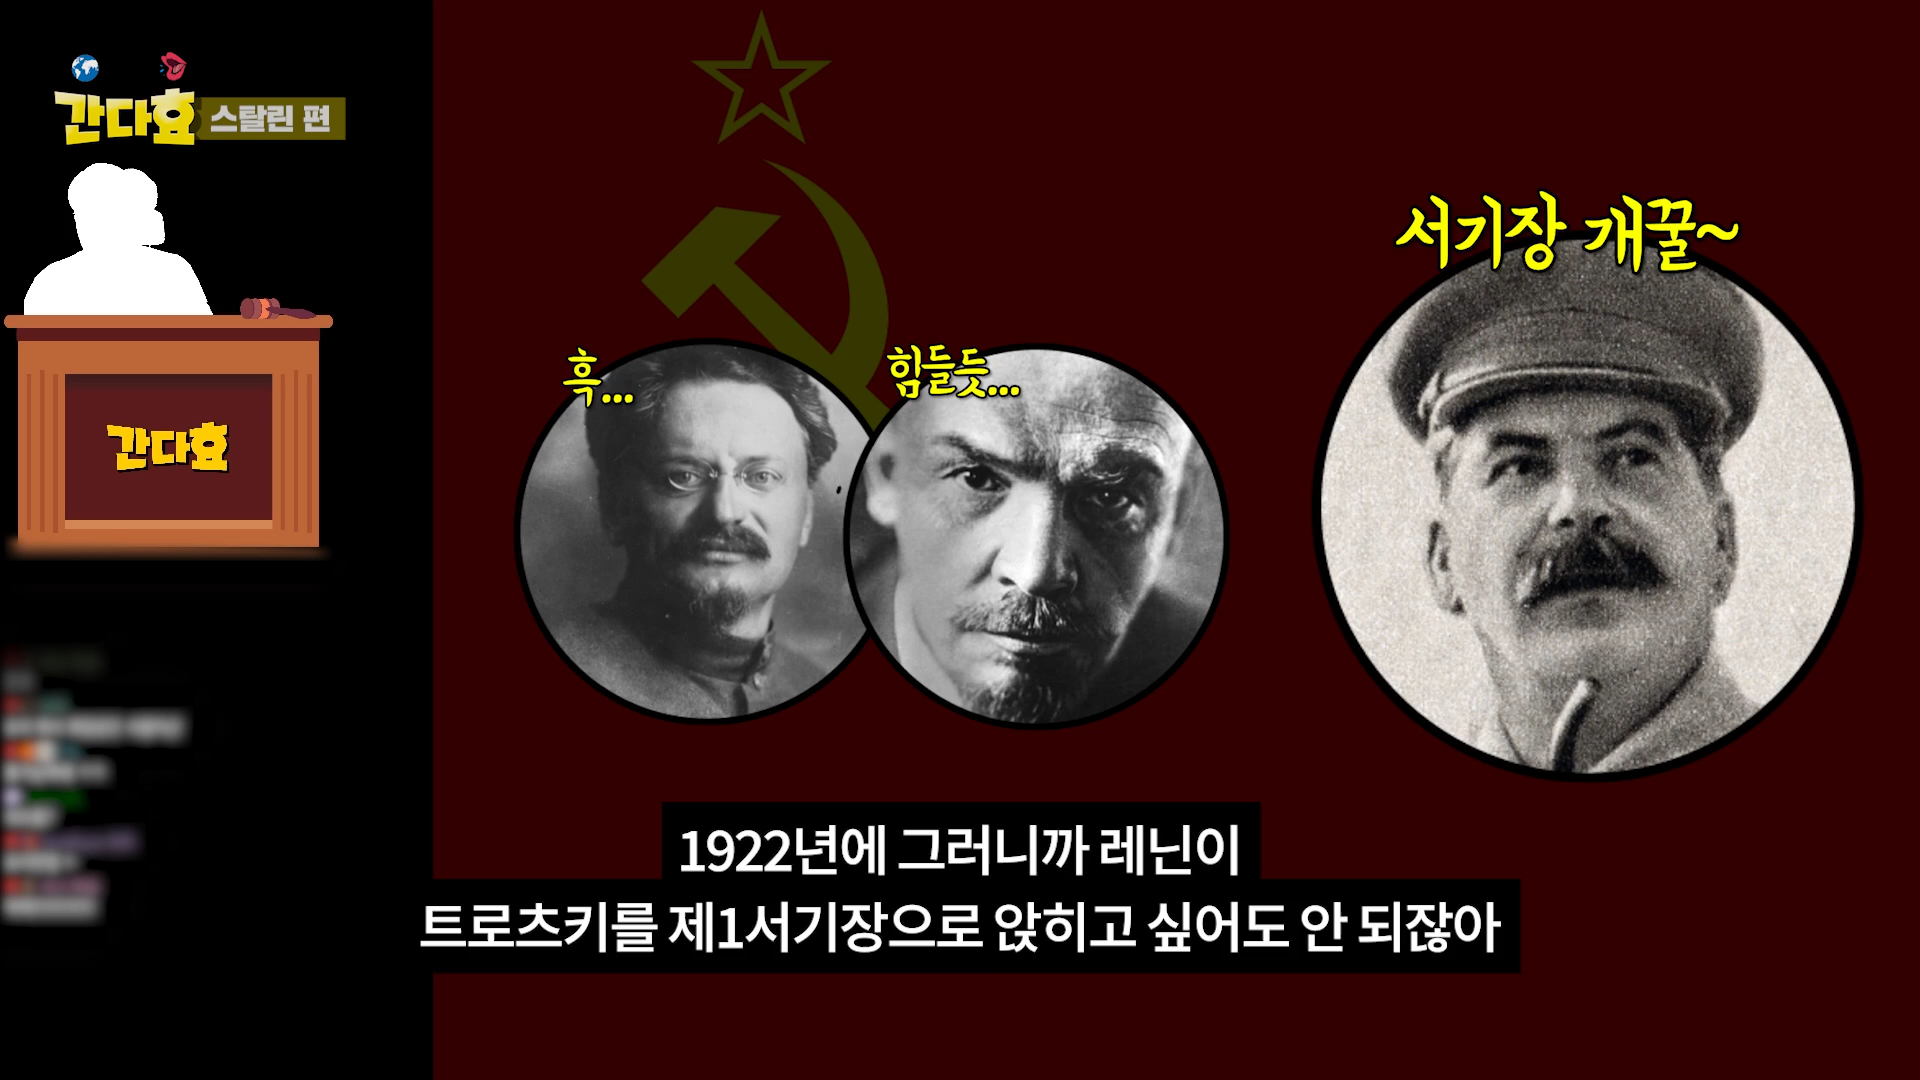 간다효 스탈린 편
간다효
서기장 개꿀~
흑...
힘들듯...
1922년에 그러니까 레닌이
트로츠키를 제1서기장으로 앉히고 싶어도 안 되잖아